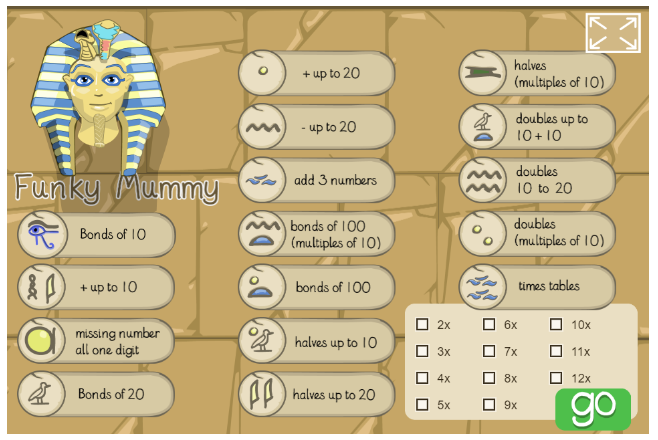 Funky Mummy
Bonds of 10
+ up to 10
missing number
all one digit
Bonds of 20
+ up to 20
- up to 20
add 3 numbers
bonds of 100
(multiples of 10)
bonds of 100
halves up to 10
halves up to 20
halves
(multiples of 10)
doubles up to
10 + 10
doubles
10 to 20
doubles
(multiples of 10)
times tables
2x 6x 10x
3x 7x 11x
4x 8x 12x
5x 9x
go